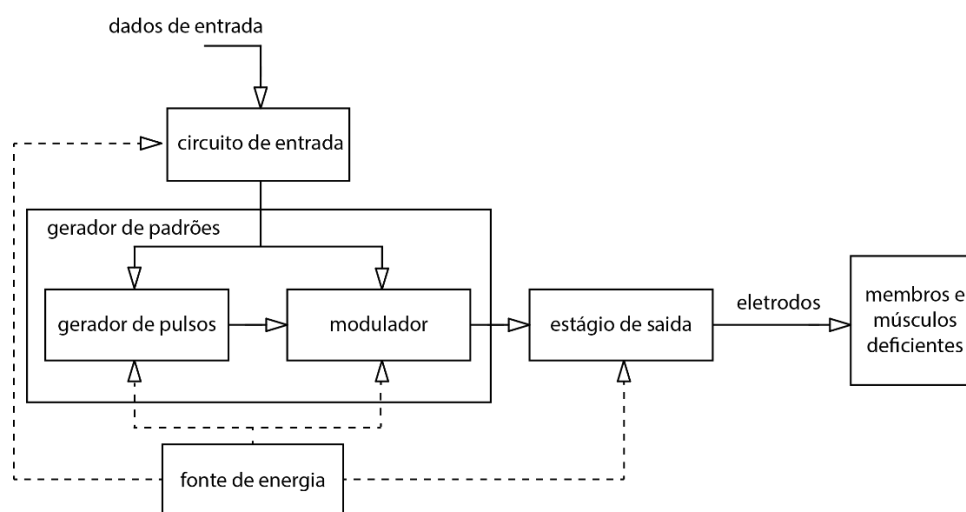 dados de entrada
circuito de entrada
gerador de padrões
gerador de pulsos
modulador
estágio de saida
eletrodos
membros e
músculos
deficientes
fonte de energia